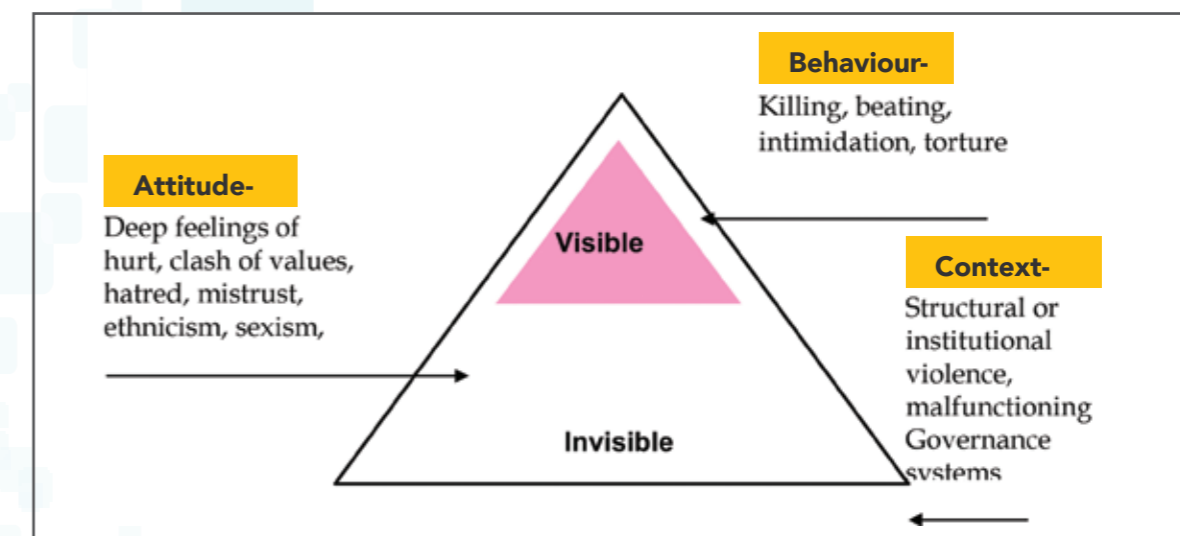 Behaviour-
Killing, beating,
intimidation, torture
Attitude-
Deep feelings of
hurt, clash of values,
hatred, mistrust,
ethnicism, sexism,
Visible
Context-
Structural or
institutional
violence,
malfunctioning
Governance
systems
Invisible